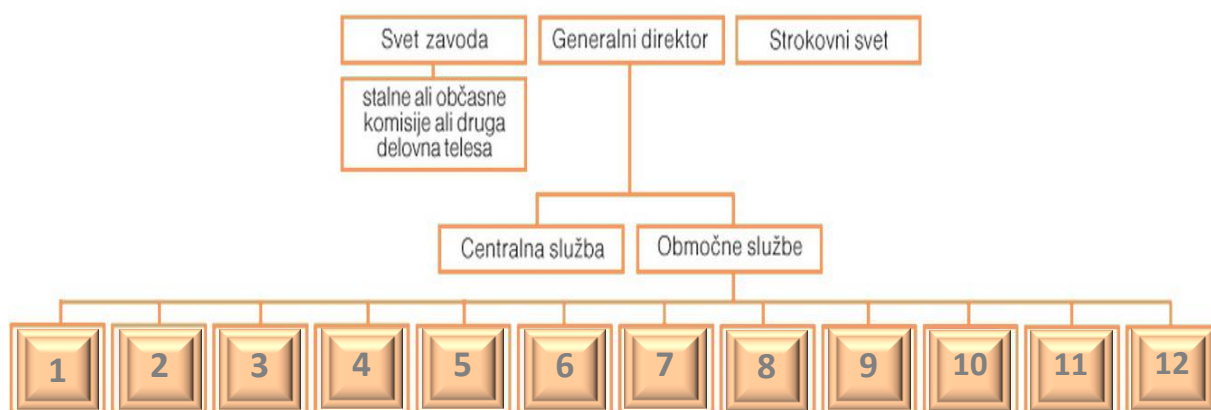 Svet zavoda
Generalni direktor
Strokovni svet
stalne ali občasne
komisije ali druga
delovna telesa
Centralna služba
Območne službe
1 2 3 4 5 6 7 8 9 10 11 12